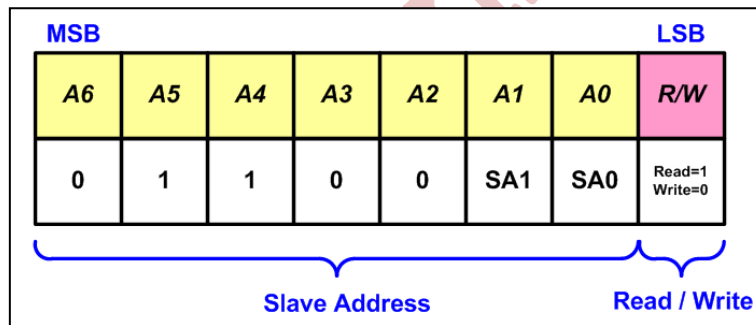 MSB LSB
A6 A5 A4 A3 A2 A1 A0 R/W
0 1 1 0 0 SA1 SA0 Read=1
Write=0
Slave Address Read / Write